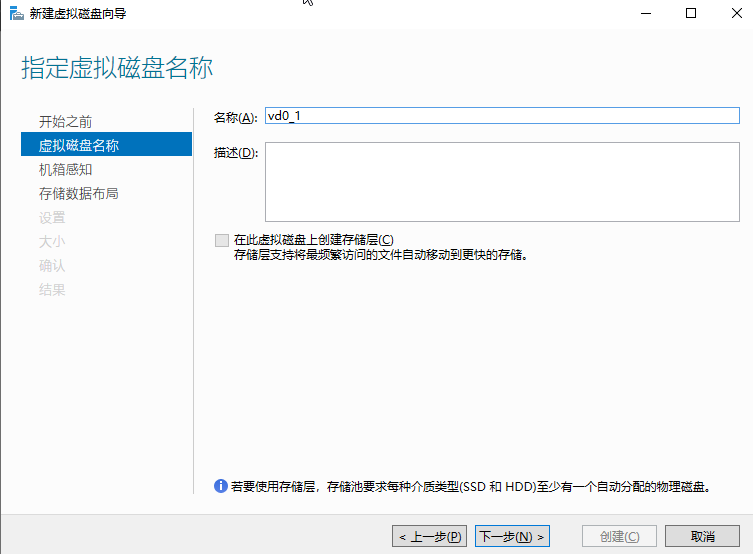 新建虚拟磁盘向导
指定虚拟磁盘名称
开始之前
虚拟磁盘名称
机箱感知
存储数据布局
设置
大小
确认
结果
名称(A):
vd0_1
描述(D):
在此虚拟磁盘上创建存储层(C)
存储层支持将最频繁访问的文件自动移动到更快的存储。
若要使用存储层，存储池要求每种介质类型(SSD 和 HDD)至少有一个自动分配的物理磁盘。
< 上一步(P)
下一步(N) >
创建(C)
取消